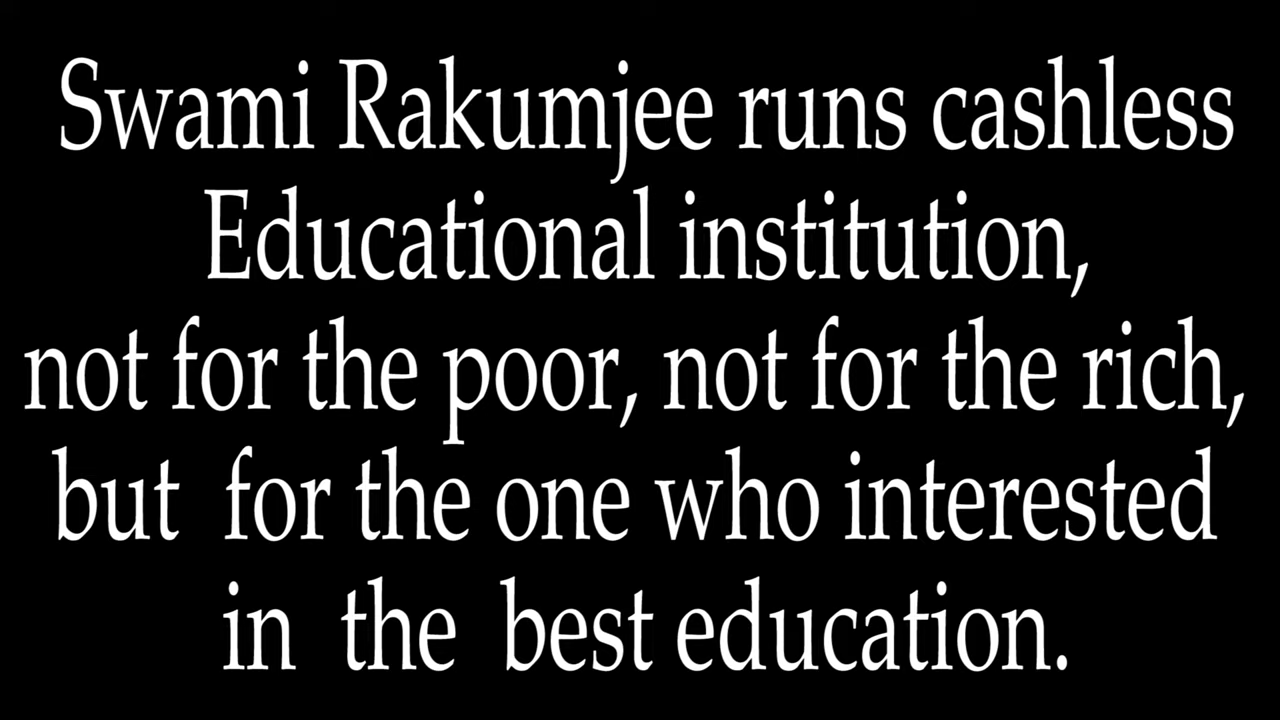 Swami Rakumjee runs cashless
Educational institution,
not for the poor, not for the rich,
but for the one who interested
in the best education.